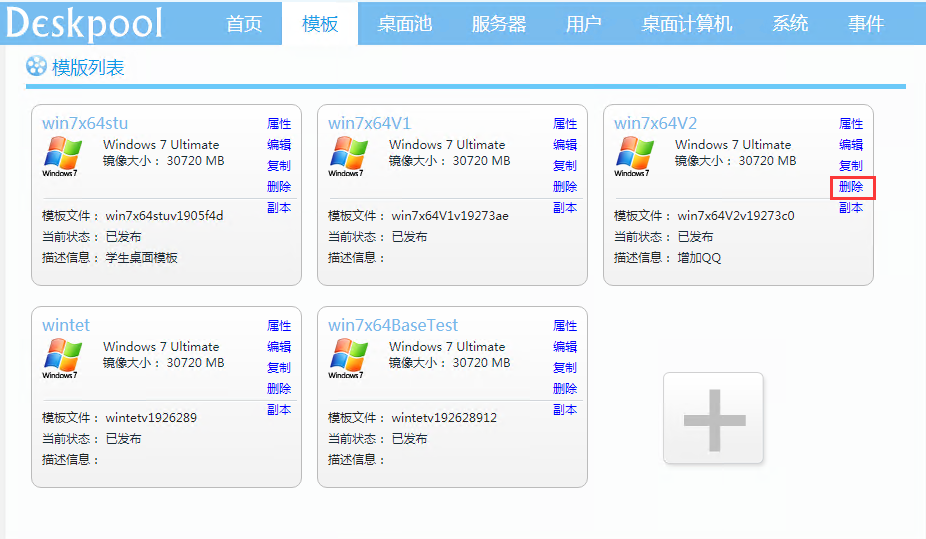 Deskpool 首页 模板 桌面池 服务器 用户 桌面计算机 系统 事件
模版列表
win7x64stu
属性
Windows 7 Ultimate
编辑
镜像大小： 30720 MB
复制
Windows 7
删除
副本
模板文件： win7x64stuv1905f4d
当前状态： 已发布
描述信息： 学生桌面模板
win7x64V1
属性
Windows 7 Ultimate
编辑
镜像大小： 30720 MB
复制
Windows 7
删除
副本
模板文件： win7x64V1v19273ae
当前状态： 已发布
描述信息：
win7x64V2
属性
Windows 7 Ultimate
编辑
镜像大小： 30720 MB
复制
Windows 7
删除
副本
模板文件： win7x64V2v19273c0
当前状态： 已发布
描述信息： 增加QQ
wintet
属性
Windows 7 Ultimate
编辑
镜像大小： 30720 MB
复制
Windows 7
删除
副本
模板文件： wintetv1926289
当前状态： 已发布
描述信息：
win7x64BaseTest
属性
Windows 7 Ultimate
编辑
镜像大小： 30720 MB
复制
Windows 7
删除
副本
模板文件： wintetv192628912
当前状态： 已发布
描述信息：